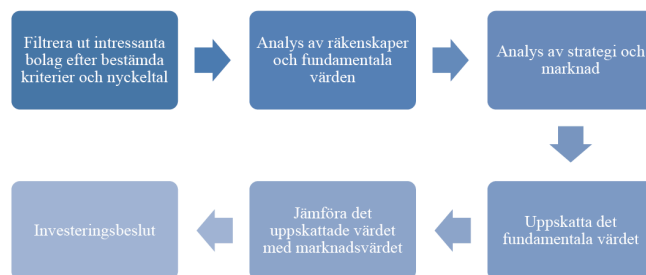 Filtrera ut intressanta
bolag efter bestämda
kriterier och nyckeltal
Analys av räkenskaper
och fundamentala
värden
Analys av strategi och
marknad
Uppskatta det
fundamentala värdet
Jämföra det
uppskattade värdet
med marknadsvärdet
Investeringsbeslut